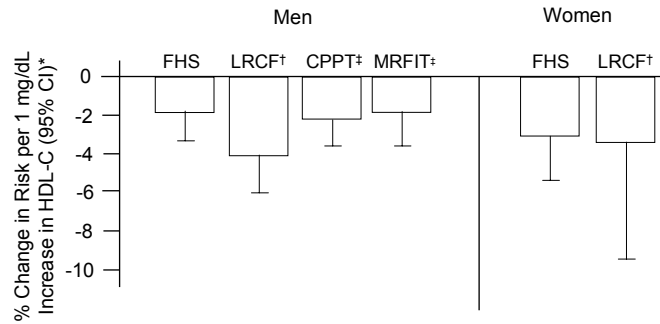 Men Women
FHS LRCF† CPPT‡ MRFIT‡ FHS LRCF†
0
-2
-4
-6
-8
-10
% Change in Risk per 1 mg/dL
Increase in HDL-C (95% CI)*